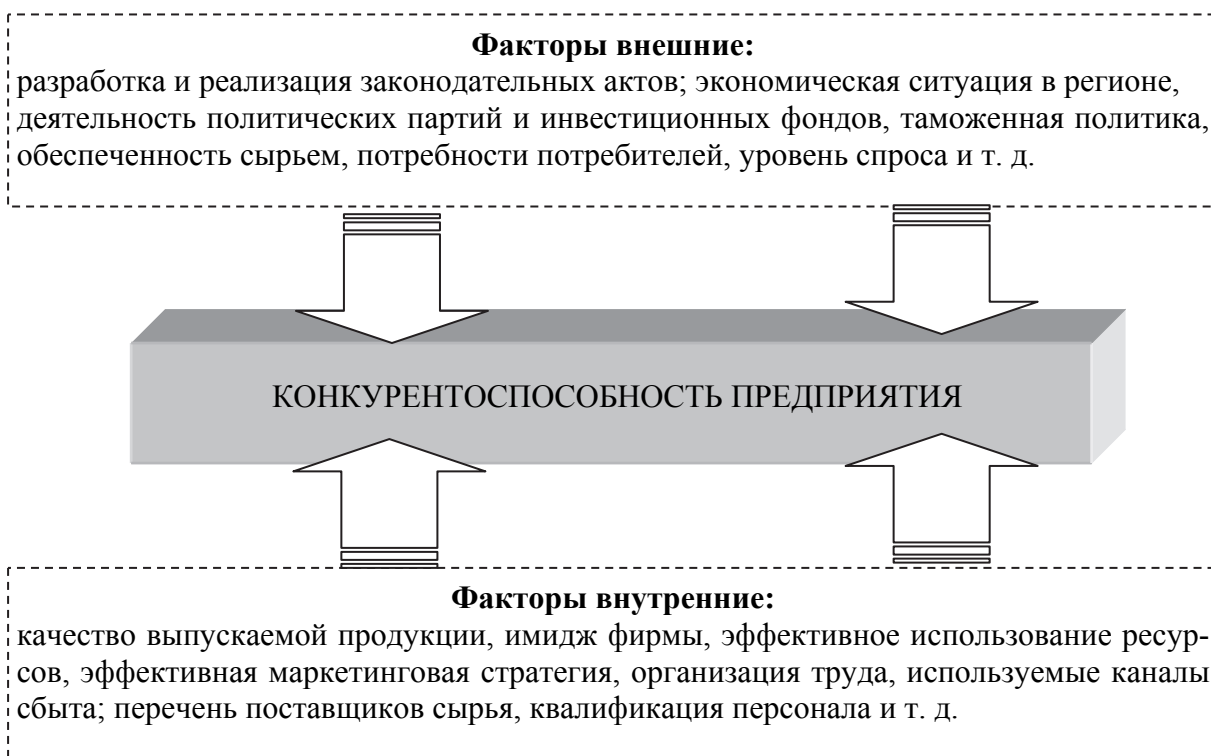 Факторы внешние:
разработка и реализация законодательных актов; экономическая ситуация в регионе,
деятельность политических партий и инвестиционных фондов, таможенная политика,
обеспеченность сырьем, потребности потребителей, уровень спроса и т. д.
КОНКУРЕНТОСПОСОБНОСТЬ ПРЕДПРИЯТИЯ
Факторы внутренние:
качество выпускаемой продукции, имидж фирмы, эффективное использование ресур-
сов, эффективная маркетинговая стратегия, организация труда, используемые каналы
сбыта; перечень поставщиков сырья, квалификация персонала и т. д.